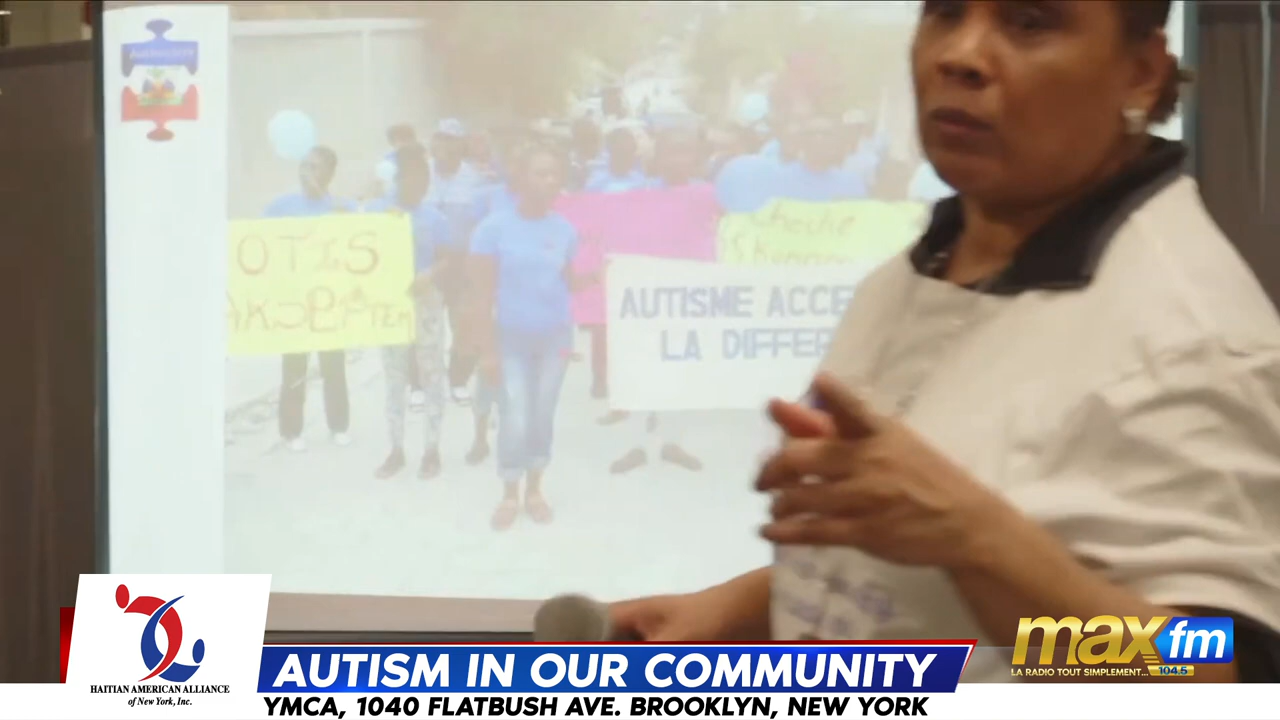 OTIS
AUTISME ACCE
LA DIFFER
HAITIAN AMERICAN ALLIANCE
of New York, Inc.
AUTISM IN OUR COMMUNITY
YMCA, 1040 FLATBUSH AVE. BROOKLYN, NEW YORK
max fm
LA RADIO TOUT SIMPLEMENT... 104.5